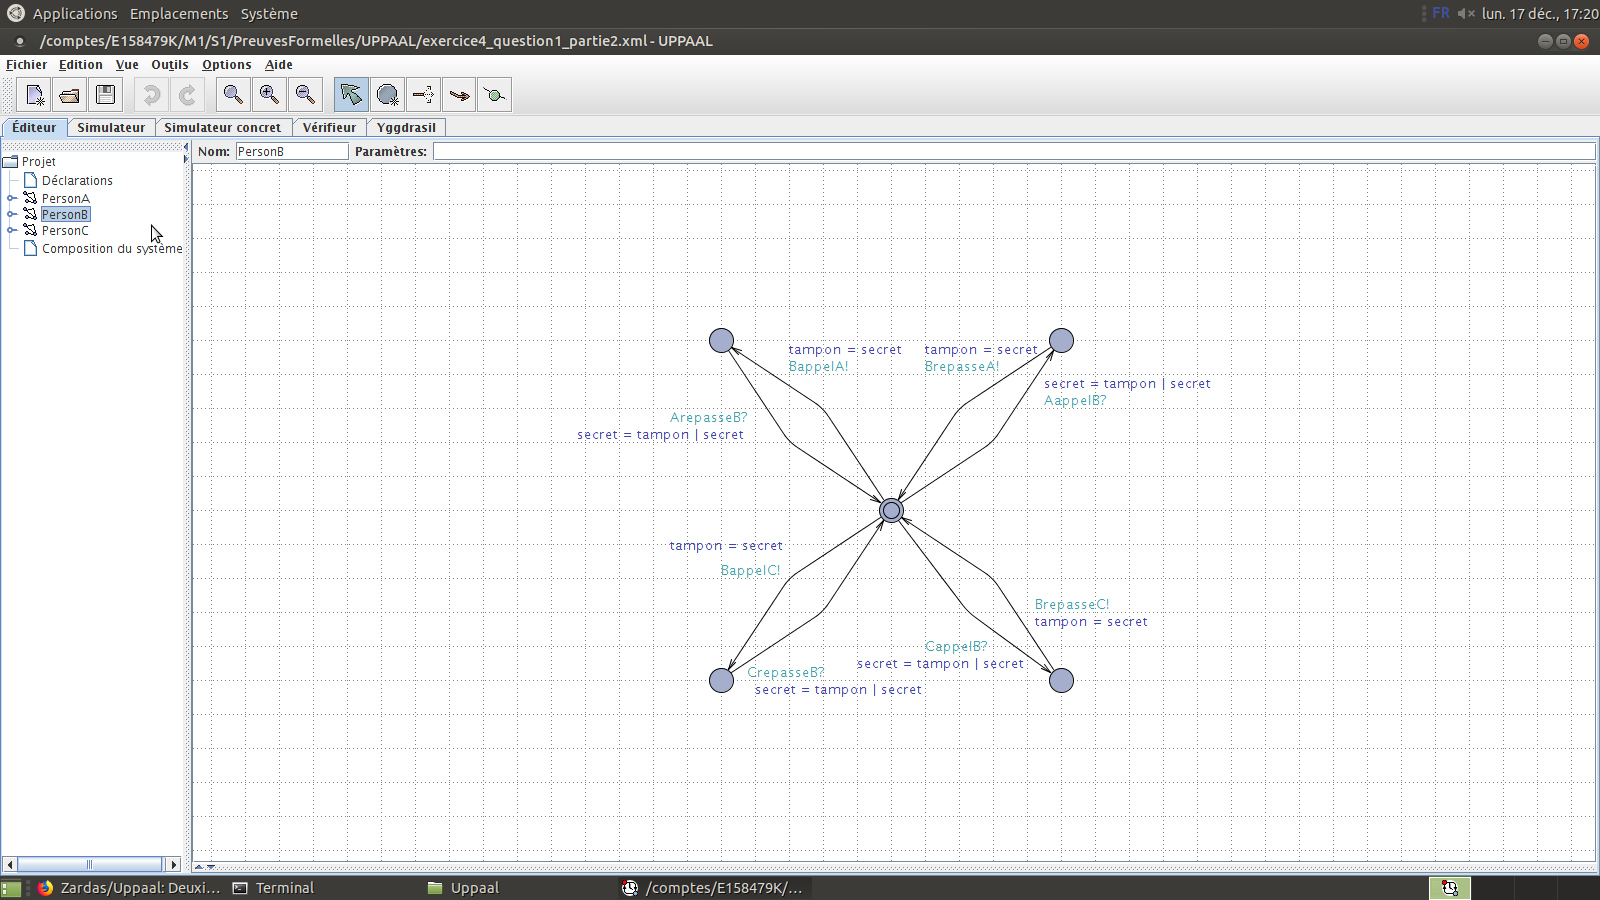 Applications Emplacements Système FR lun. 17 déc., 17:20
/comptes/E158479K/M1/S1/PreuvesFormelles/UPPAAL/exercice4_question1_partie2.xml - UPPAAL
Fichier Edition Vue Outils Options Aide
Éditeur Simulateur Simulateur concret Vérifieur Yggdrasil
Nom: PersonB Paramètres:
Projet
Déclarations
PersonA
PersonB
PersonC
Composition du système
tampon = secret
BappelA!
tampon = secret
BrepasseA!
secret = tampon | secret
AappelB?
ArepasseB?
secret = tampon | secret
tampon = secret
BappelC!
BrepasseC!
tampon = secret
CappelB?
secret = tampon | secret
CrepasseB?
secret = tampon | secret
Zardas/Uppaal: Deuxi... Terminal Uppaal /comptes/E158479K/...